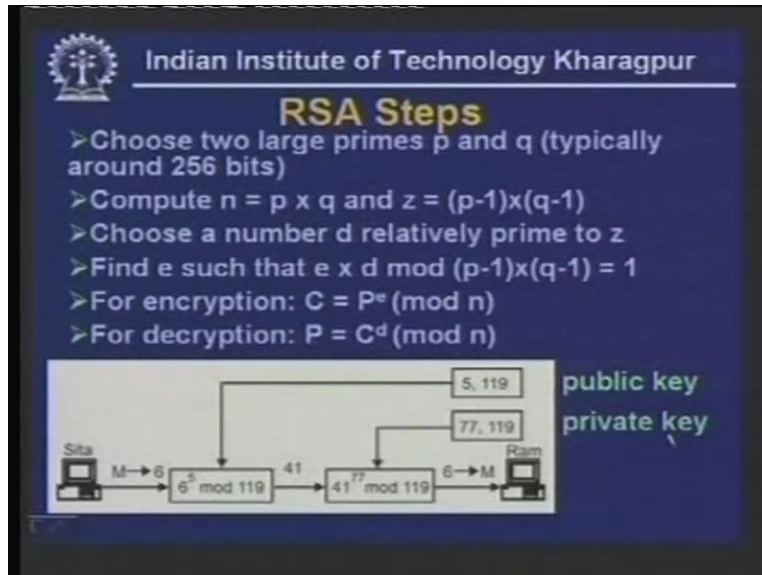 Indian Institute of Technology Kharagpur
RSA Steps
➢Choose two large primes p and q (typically
around 256 bits)
➢Compute n = p x q and z = (p-1)x(q-1)
➢Choose a number d relatively prime to z
➢Find e such that e x d mod (p-1)x(q-1) = 1
➢For encryption: C = Pᵉ (mod n)
➢For decryption: P = Cᵈ (mod n)
5, 119 public key
77, 119 private key
Sita Ram
M→6 6⁵ mod 119 41 41⁷⁷ mod 119 6→M